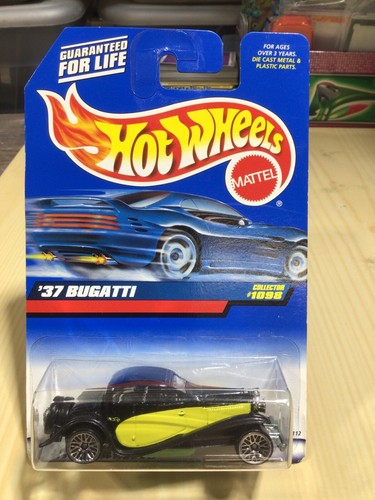 GUARANTEED
FOR LIFE
FOR AGES
OVER 3 YEARS.
DIE CAST METAL &
PLASTIC PARTS.
HOT WHEELS
MATTEL
®
'37 BUGATTI
COLLECTOR
#1098